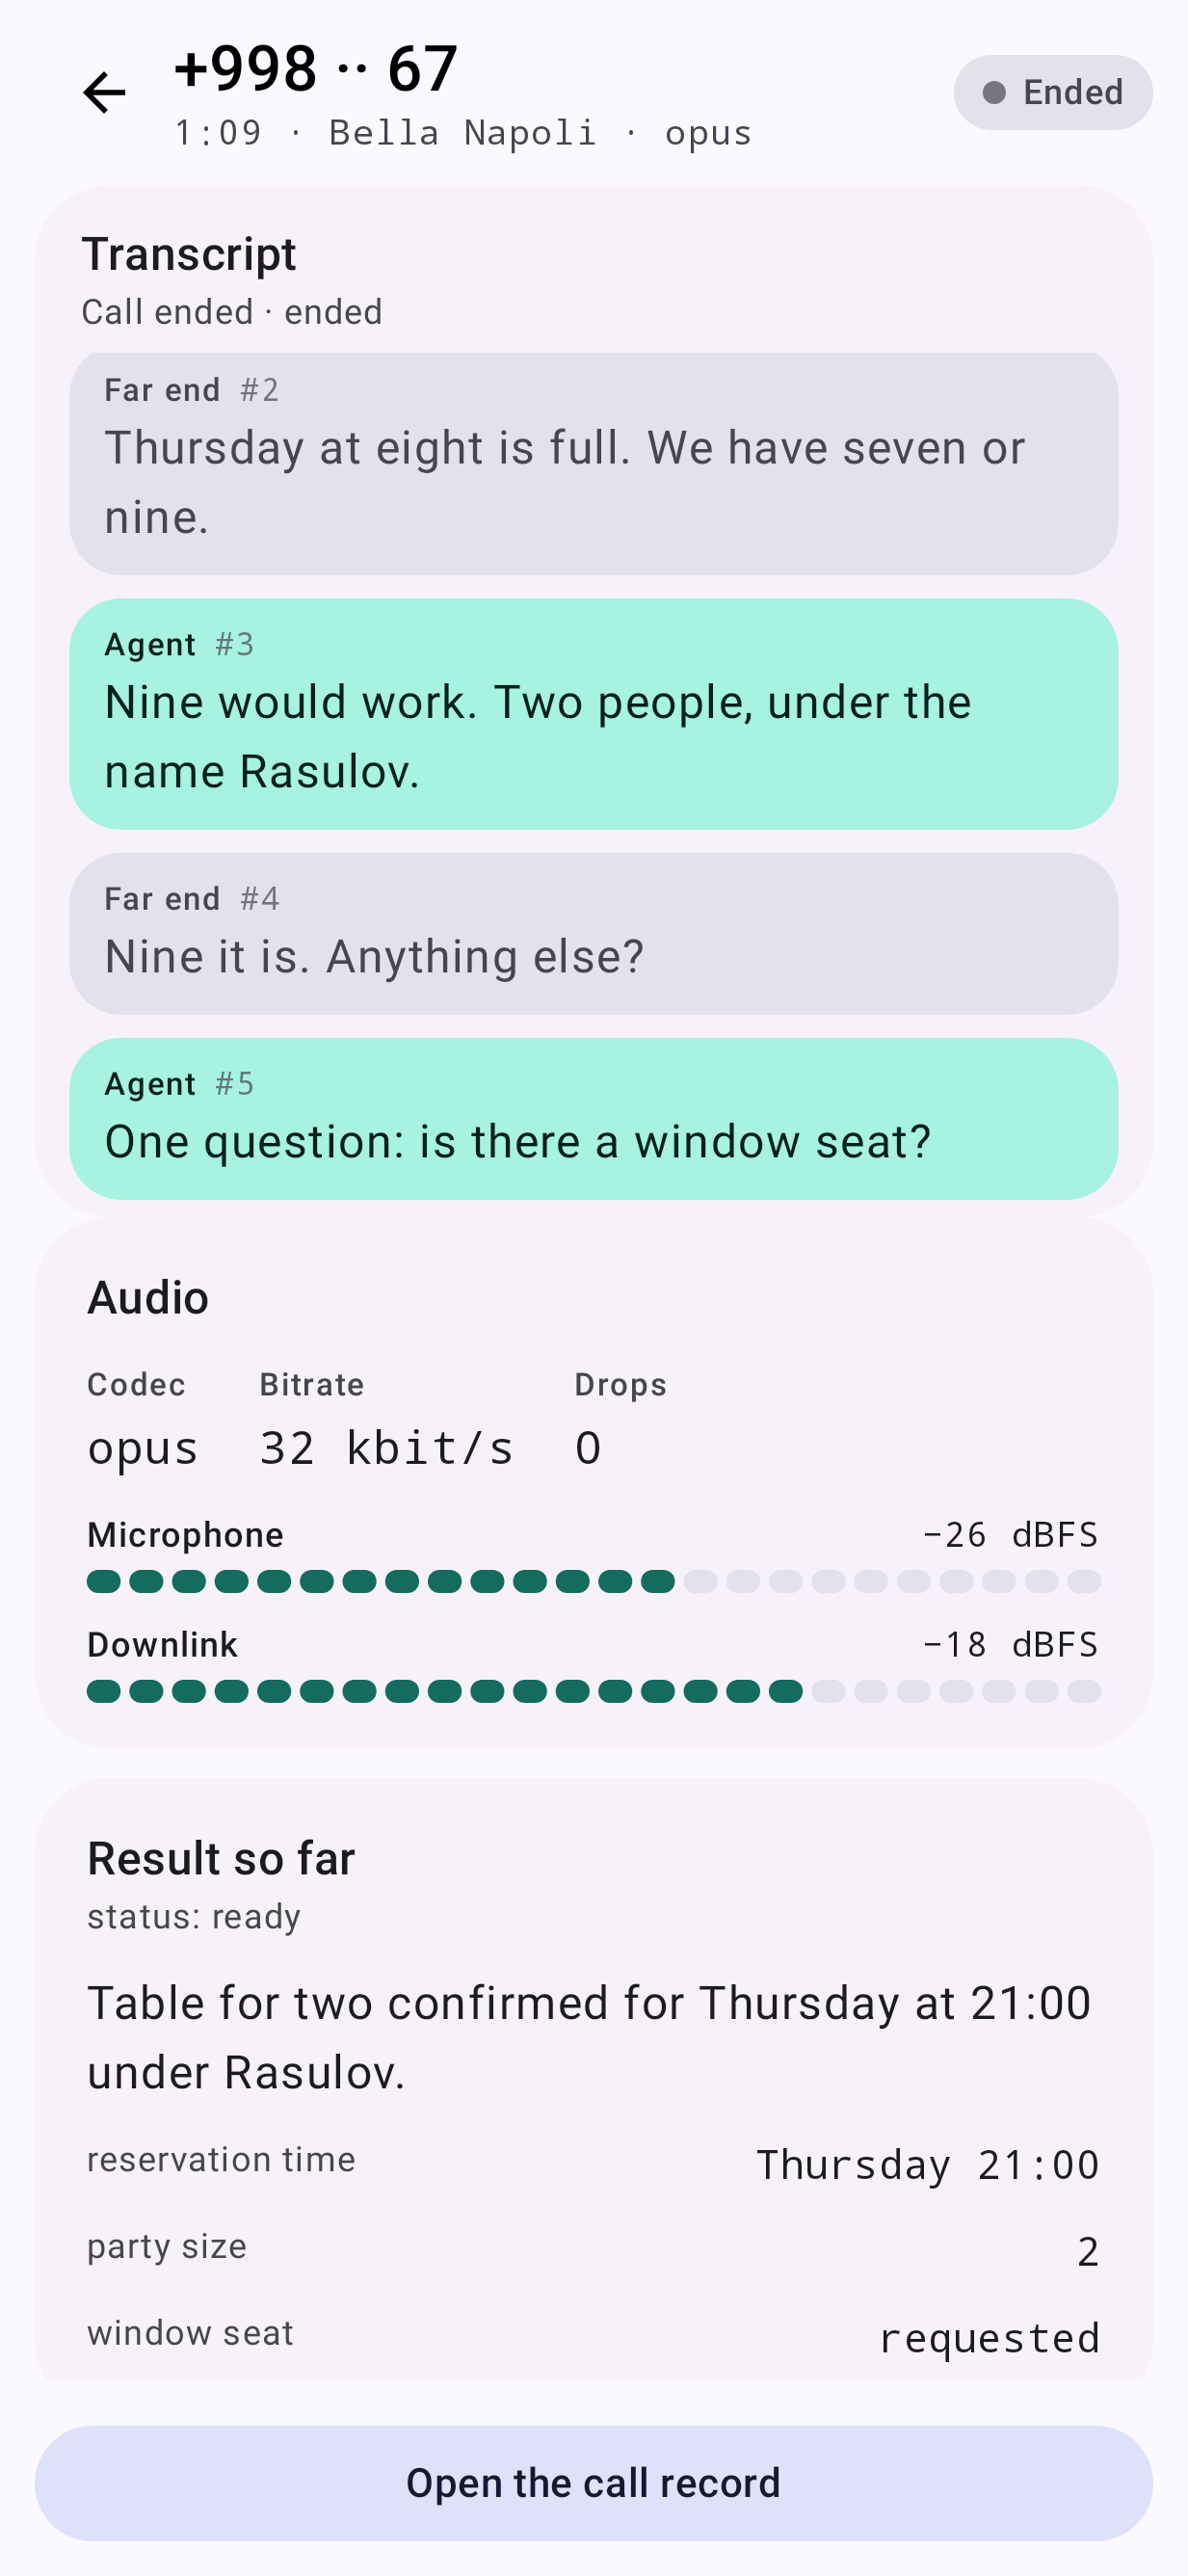 +998 ·· 67
1:09 · Bella Napoli · opus
Ended
Transcript
Call ended · ended
Far end #2
Thursday at eight is full. We have seven or
nine.
Agent #3
Nine would work. Two people, under the
name Rasulov.
Far end #4
Nine it is. Anything else?
Agent #5
One question: is there a window seat?
Audio
Codec Bitrate Drops
opus 32 kbit/s 0
Microphone −26 dBFS
Downlink −18 dBFS
Result so far
status: ready
Table for two confirmed for Thursday at 21:00
under Rasulov.
reservation time Thursday 21:00
party size 2
window seat requested
Open the call record